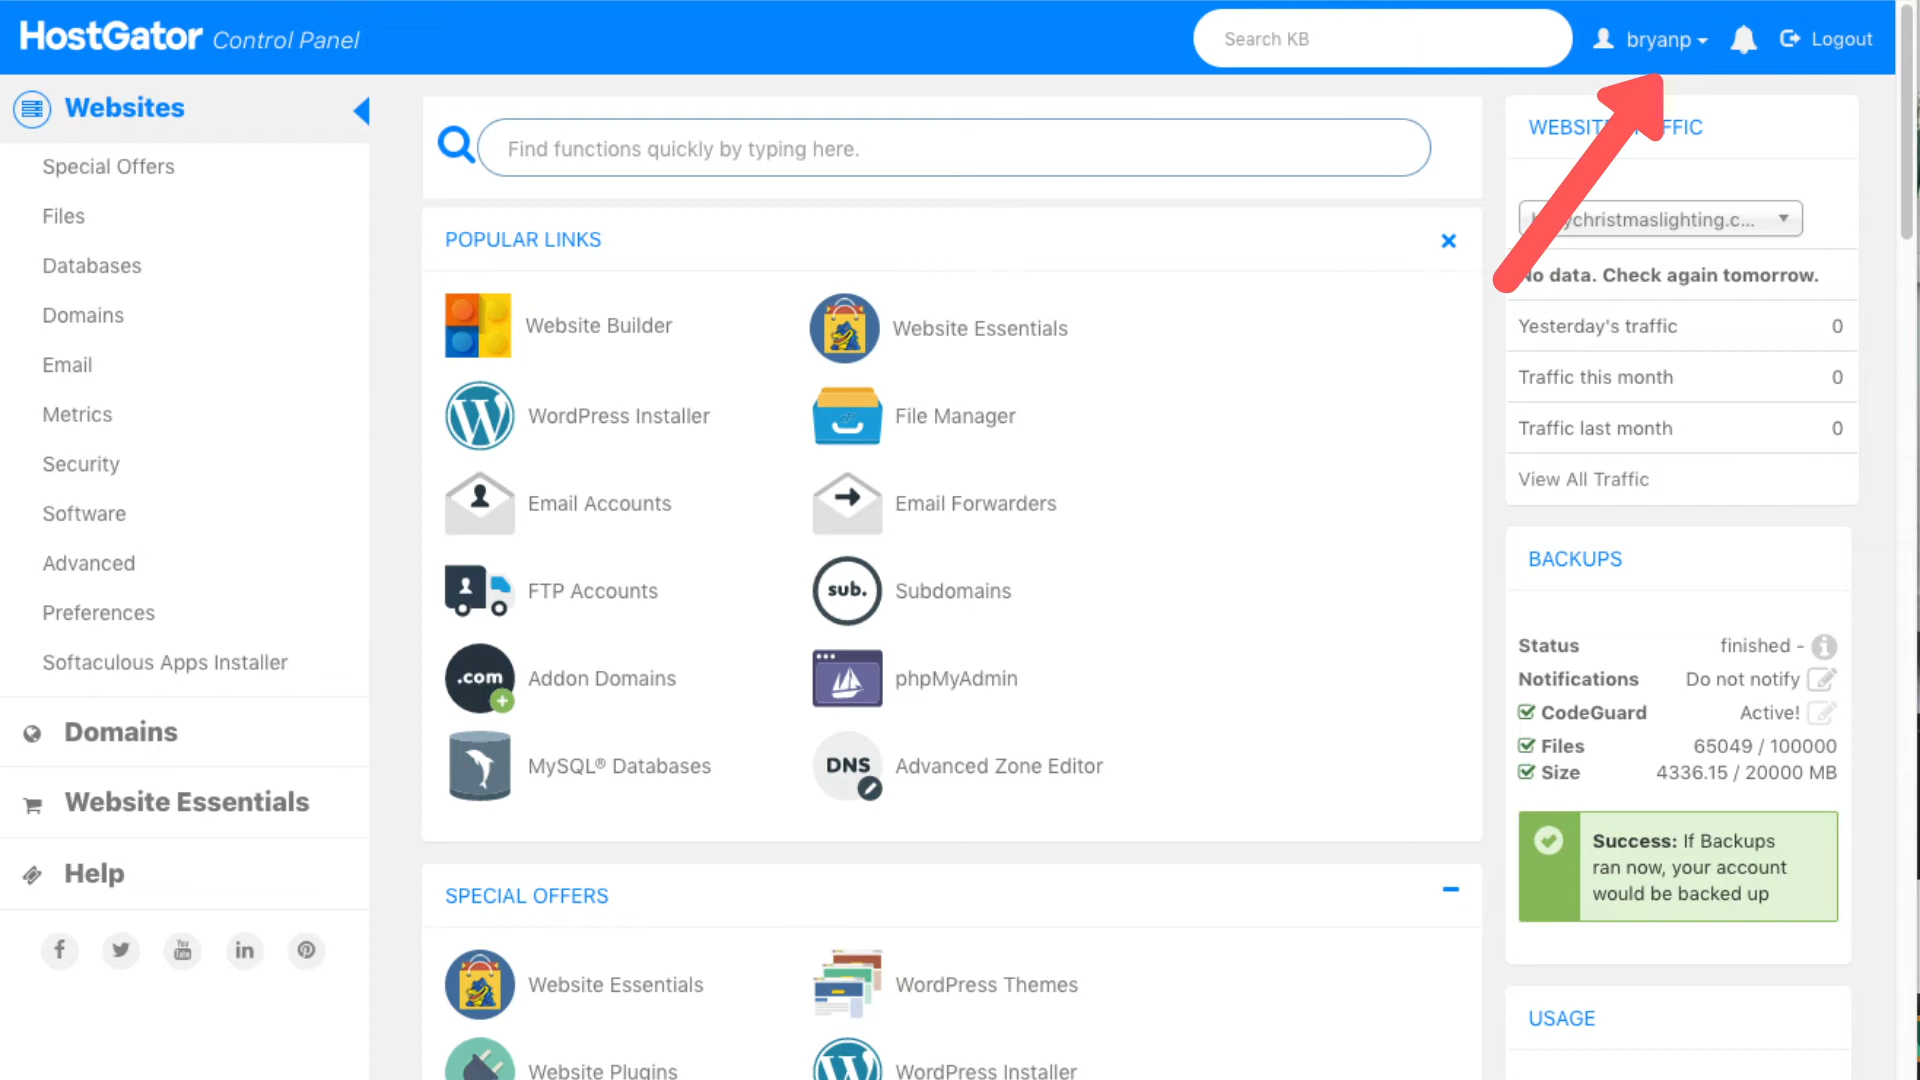 HostGator Control Panel
Search KB
bryanp
Logout
Websites
Special Offers
Files
Databases
Domains
Email
Metrics
Security
Software
Advanced
Preferences
Softaculous Apps Installer
Domains
Website Essentials
Help
Find functions quickly by typing here.
POPULAR LINKS
Website Builder
Website Essentials
WordPress Installer
File Manager
Email Accounts
Email Forwarders
FTP Accounts
sub.
Subdomains
.com
Addon Domains
phpMyAdmin
MySQL® Databases
DNS
Advanced Zone Editor
SPECIAL OFFERS
Website Essentials
WordPress Themes
Website Plugins
WordPress Installer
No data. Check again tomorrow.
Yesterday's traffic 0
Traffic this month 0
Traffic last month 0
View All Traffic
BACKUPS
Status finished -
Notifications Do not notify
CodeGuard Active!
Files 65049 / 100000
Size 4336.15 / 20000 MB
Success: If Backups
ran now, your account
would be backed up
USAGE